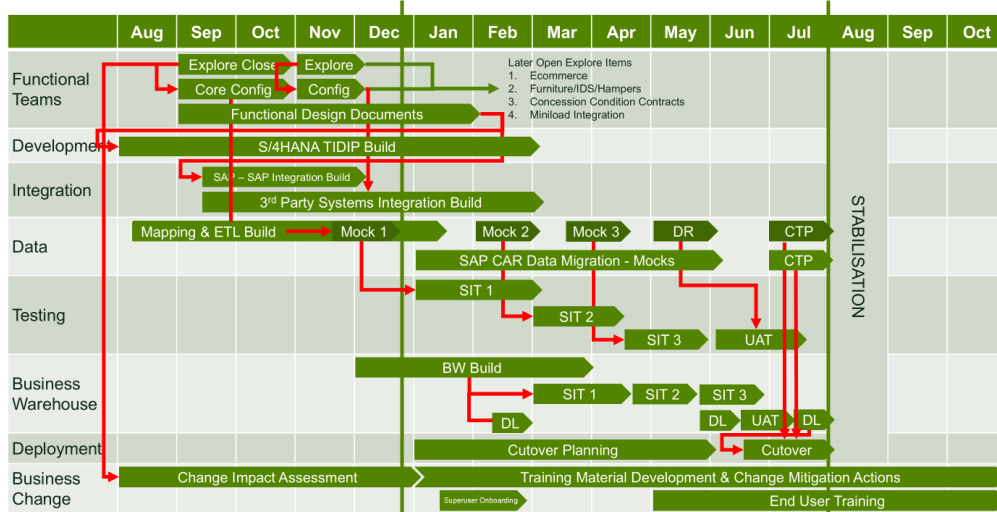 Aug Sep Oct Nov Dec Jan Feb Mar Apr May Jun Jul Aug Sep Oct
Functional
Teams
Explore Close
Explore
Core Config
Config
Functional Design Documents
Later Open Explore Items
1. Ecommerce
2. Furniture/IDS/Hampers
3. Concession Condition Contracts
4. Miniload Integration
Development
S/4HANA TIDIP Build
Integration
SAP – SAP Integration Build
3rd Party Systems Integration Build
Data
Mapping & ETL Build
Mock 1
Mock 2
Mock 3
DR
CTP
SAP CAR Data Migration - Mocks
CTP
STABILISATION
Testing
SIT 1
SIT 2
SIT 3
UAT
Business
Warehouse
BW Build
SIT 1
SIT 2
SIT 3
DL
DL
UAT
DL
Deployment
Cutover Planning
Cutover
Business
Change
Change Impact Assessment
Training Material Development & Change Mitigation Actions
Superuser Onboarding
End User Training